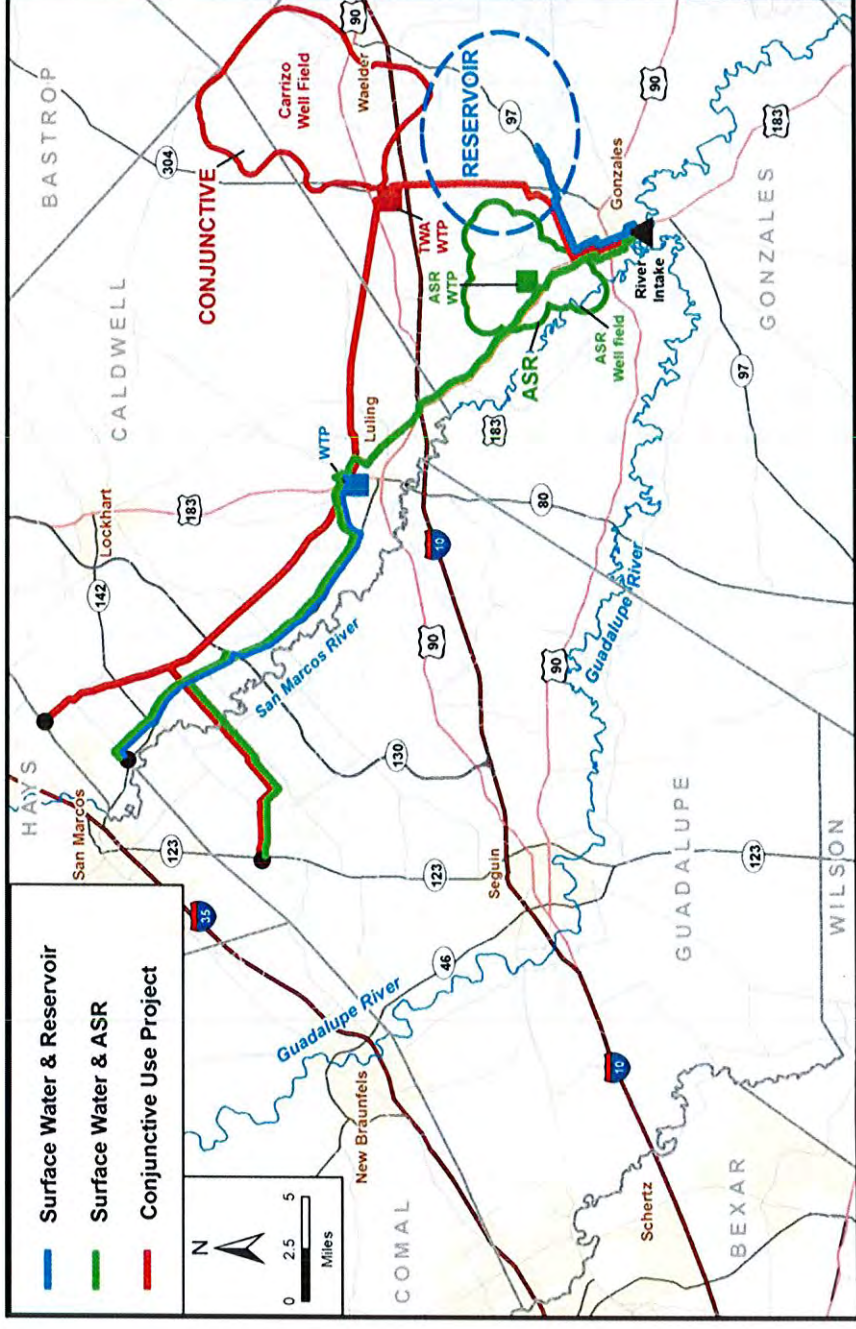 Surface Water & Reservoir
Surface Water & ASR
Conjunctive Use Project
N
0 2.5 5
Miles
HAYS
San Marcos
123
35
142
Lockhart
183
CALDWELL
BASTROP
304
CONJUNCTIVE
Carrizo
Well Field
Waelder
90
TWA
WTP
RESERVOIR
97
WTP
Luling
ASR
WTP
ASR
ASR
Well field
River
Intake
Gonzales
90
183
GONZALES
97
183
80
10
90
San Marcos River
130
123
Guadalupe River
90
Seguin
46
Guadalupe River
New Braunfels
COMAL
GUADALUPE
123
WILSON
10
Schertz
BEXAR